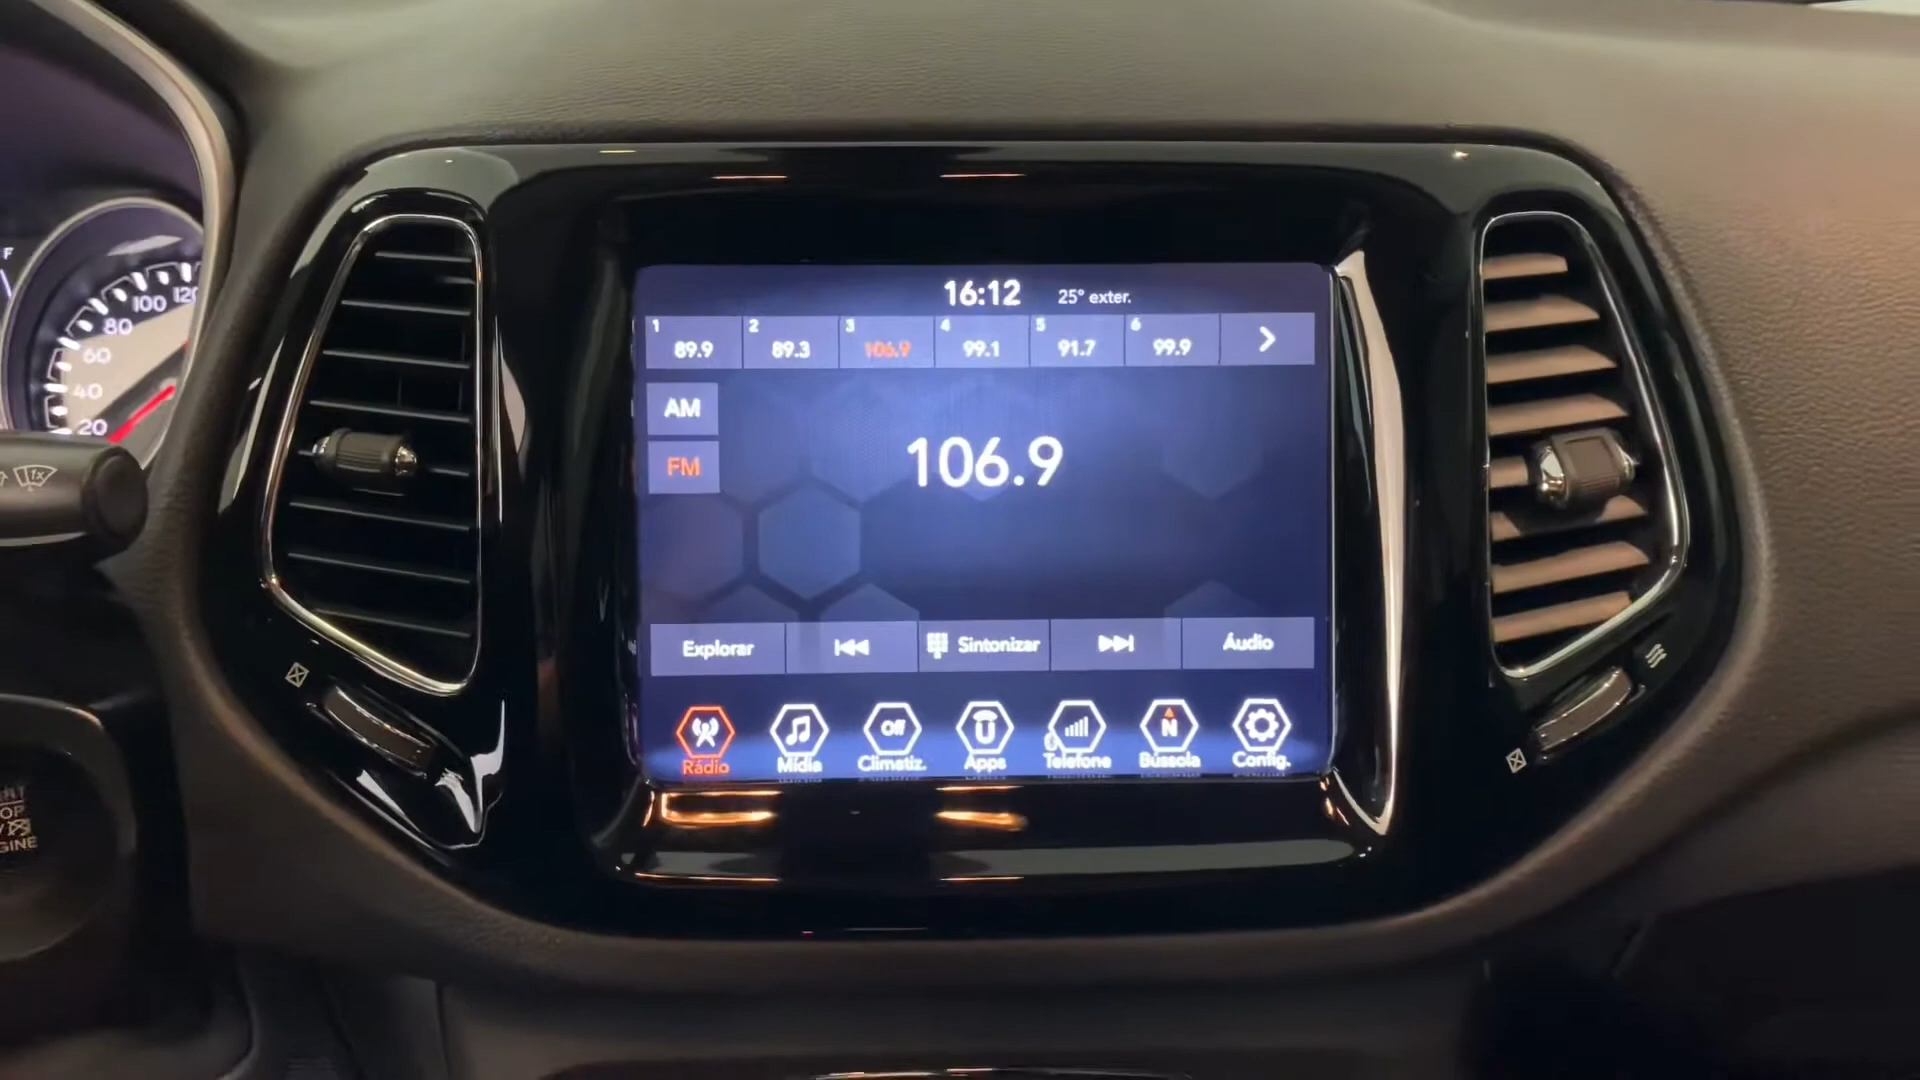 16:12 25° exter.
1 2 3 4 5 6
89.9 89.3 106.9 99.1 91.7 99.9
AM
FM
106.9
Explorar Sintonizar Áudio
Off U N
Rádio Mídia Climatiz. Apps Telefone Bússola Config.
F
120
100
80
60
40
20
1x